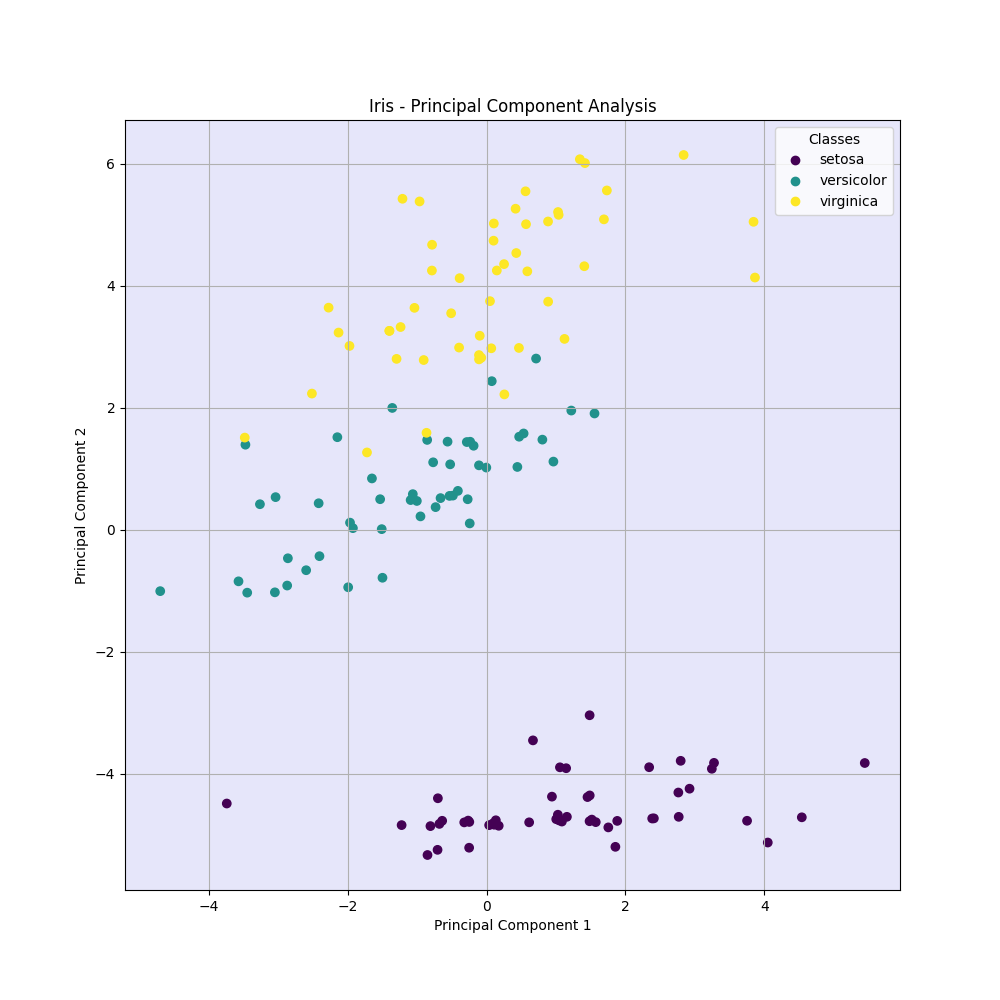 Iris - Principal Component Analysis
Classes
setosa
versicolor
virginica
6
4
2
0
−2
−4
Principal Component 2
−4
−2
0
2
4
Principal Component 1